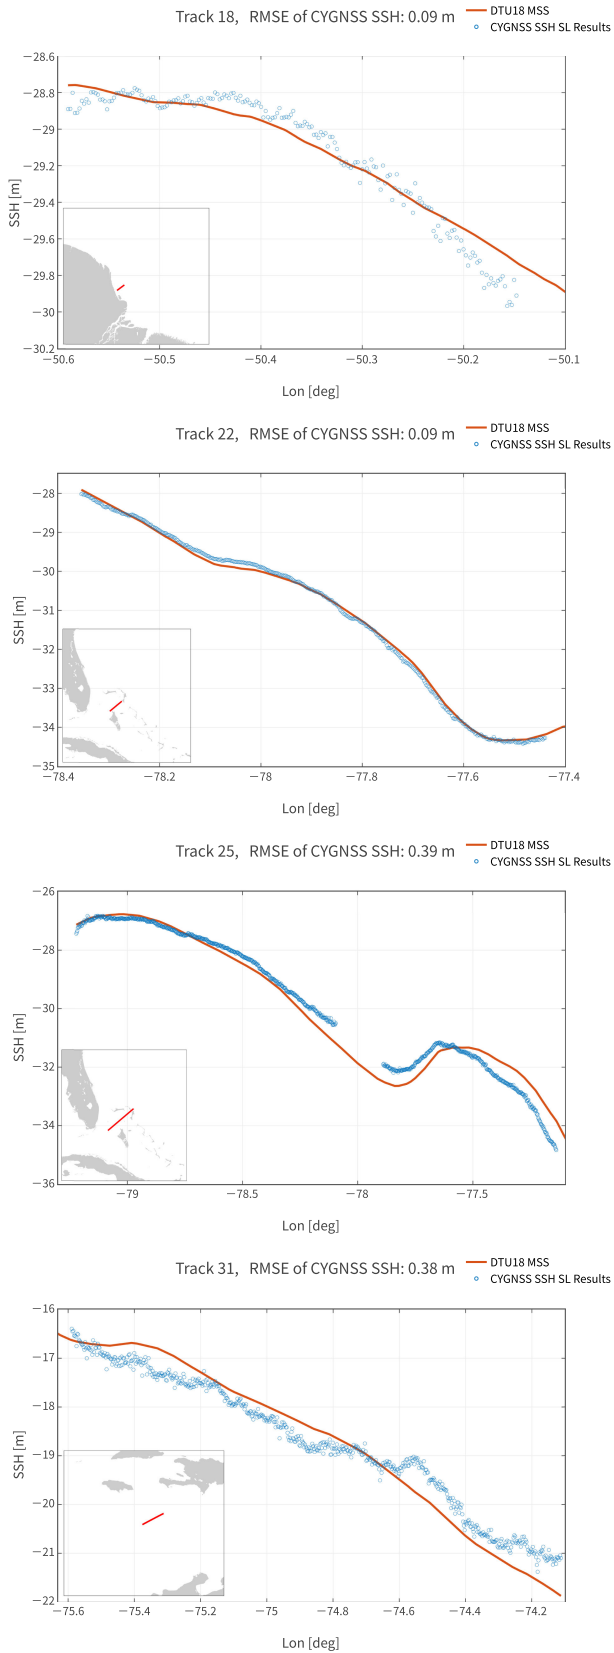 Track 18, RMSE of CYGNSS SSH: 0.09 m
DTU18 MSS
CYGNSS SSH SL Results
−28.6
−28.8
−29
−29.2
−29.4
−29.6
−29.8
−30
−30.2
SSH [m]
−50.6 −50.5 −50.4 −50.3 −50.2 −50.1
Lon [deg]
Track 22, RMSE of CYGNSS SSH: 0.09 m
DTU18 MSS
CYGNSS SSH SL Results
−28
−29
−30
−31
−32
−33
−34
−35
SSH [m]
−78.4 −78.2 −78 −77.8 −77.6 −77.4
Lon [deg]
Track 25, RMSE of CYGNSS SSH: 0.39 m
DTU18 MSS
CYGNSS SSH SL Results
−26
−28
−30
−32
−34
−36
SSH [m]
−79 −78.5 −78 −77.5
Lon [deg]
Track 31, RMSE of CYGNSS SSH: 0.38 m
DTU18 MSS
CYGNSS SSH SL Results
−16
−17
−18
−19
−20
−21
−22
SSH [m]
−75.6 −75.4 −75.2 −75 −74.8 −74.6 −74.4 −74.2
Lon [deg]